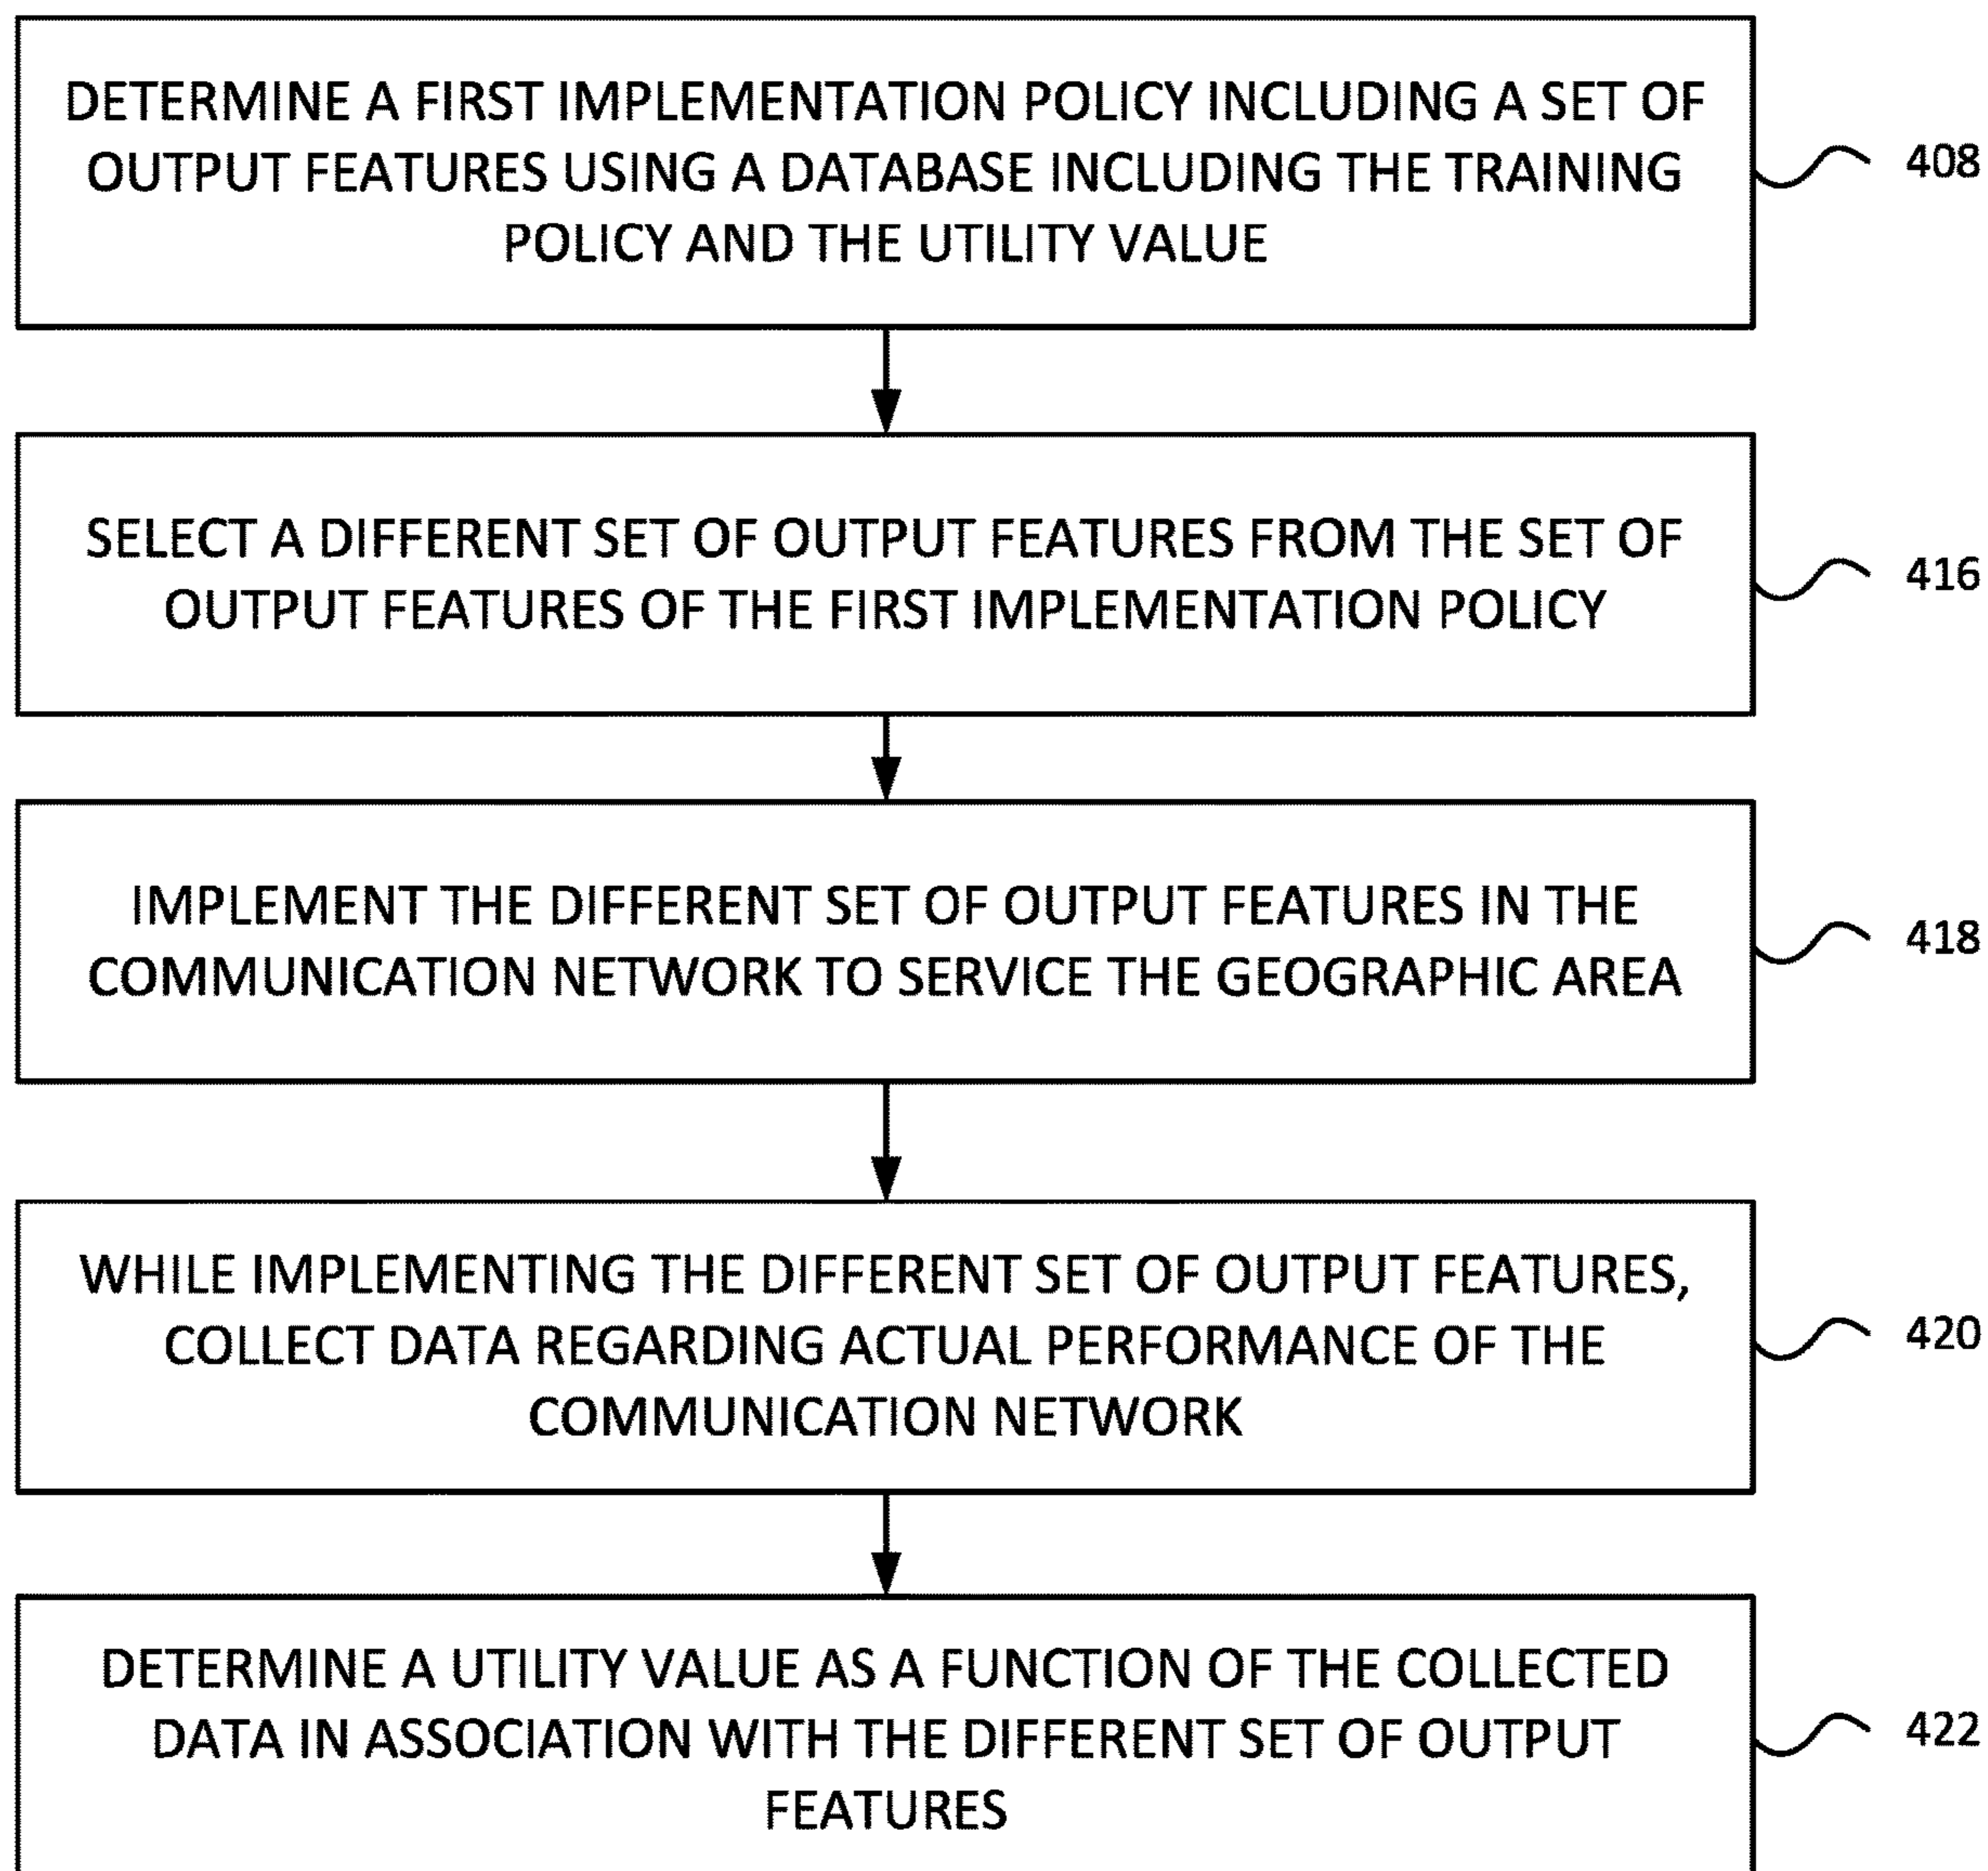 DETERMINE A FIRST IMPLEMENTATION POLICY INCLUDING A SET OF
OUTPUT FEATURES USING A DATABASE INCLUDING THE TRAINING
POLICY AND THE UTILITY VALUE
408
SELECT A DIFFERENT SET OF OUTPUT FEATURES FROM THE SET OF
OUTPUT FEATURES OF THE FIRST IMPLEMENTATION POLICY
416
IMPLEMENT THE DIFFERENT SET OF OUTPUT FEATURES IN THE
COMMUNICATION NETWORK TO SERVICE THE GEOGRAPHIC AREA
418
WHILE IMPLEMENTING THE DIFFERENT SET OF OUTPUT FEATURES,
COLLECT DATA REGARDING ACTUAL PERFORMANCE OF THE
COMMUNICATION NETWORK
420
DETERMINE A UTILITY VALUE AS A FUNCTION OF THE COLLECTED
DATA IN ASSOCIATION WITH THE DIFFERENT SET OF OUTPUT
FEATURES
422